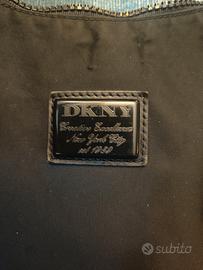 DKNY
Creative Excellence
New York City
est 1989
subito